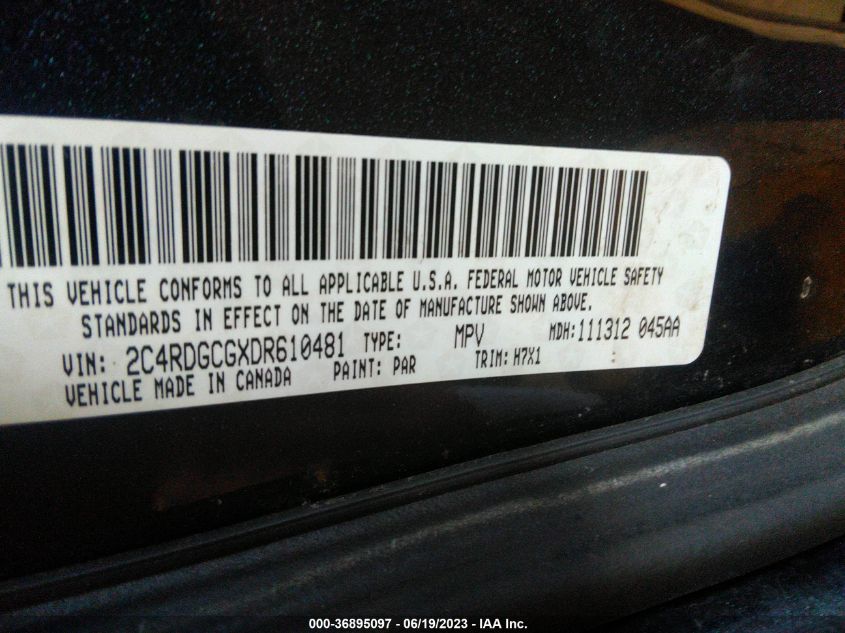 THIS VEHICLE CONFORMS TO ALL APPLICABLE U.S.A. FEDERAL MOTOR VEHICLE SAFETY
STANDARDS IN EFFECT ON THE DATE OF MANUFACTURE SHOWN ABOVE.
VIN: 2C4RDGCGXDR610481 TYPE: MPV MDH:111312 045AA
VEHICLE MADE IN CANADA PAINT: PAR TRIM: H7X1 :
000-36895097 - 06/19/2023 - IAA Inc.